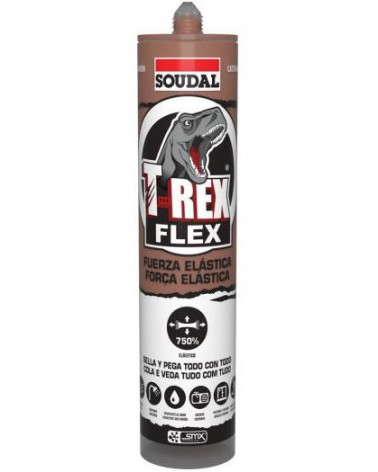 SOUDAL
T-REX®
FLEX
FUERZA ELÁSTICA
FORÇA ELÁSTICA
750%
ELÁSTICO
SELLA Y PEGA TODO CON TODO
COLA E VEDA TUDO COM TUDO
SMX